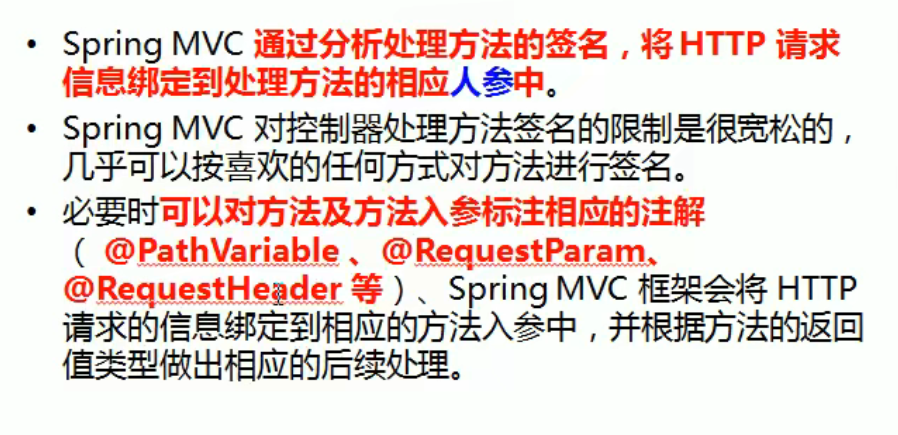 • Spring MVC 通过分析处理方法的签名，将 HTTP 请求
信息绑定到处理方法的相应人参中。
• Spring MVC 对控制器处理方法签名的限制是很宽松的，
几乎可以按喜欢的任何方式对方法进行签名。
• 必要时可以对方法及方法入参标注相应的注解
（ @PathVariable 、@RequestParam、
@RequestHeader 等）、Spring MVC 框架会将 HTTP
请求的信息绑定到相应的方法入参中，并根据方法的返回
值类型做出相应的后续处理。